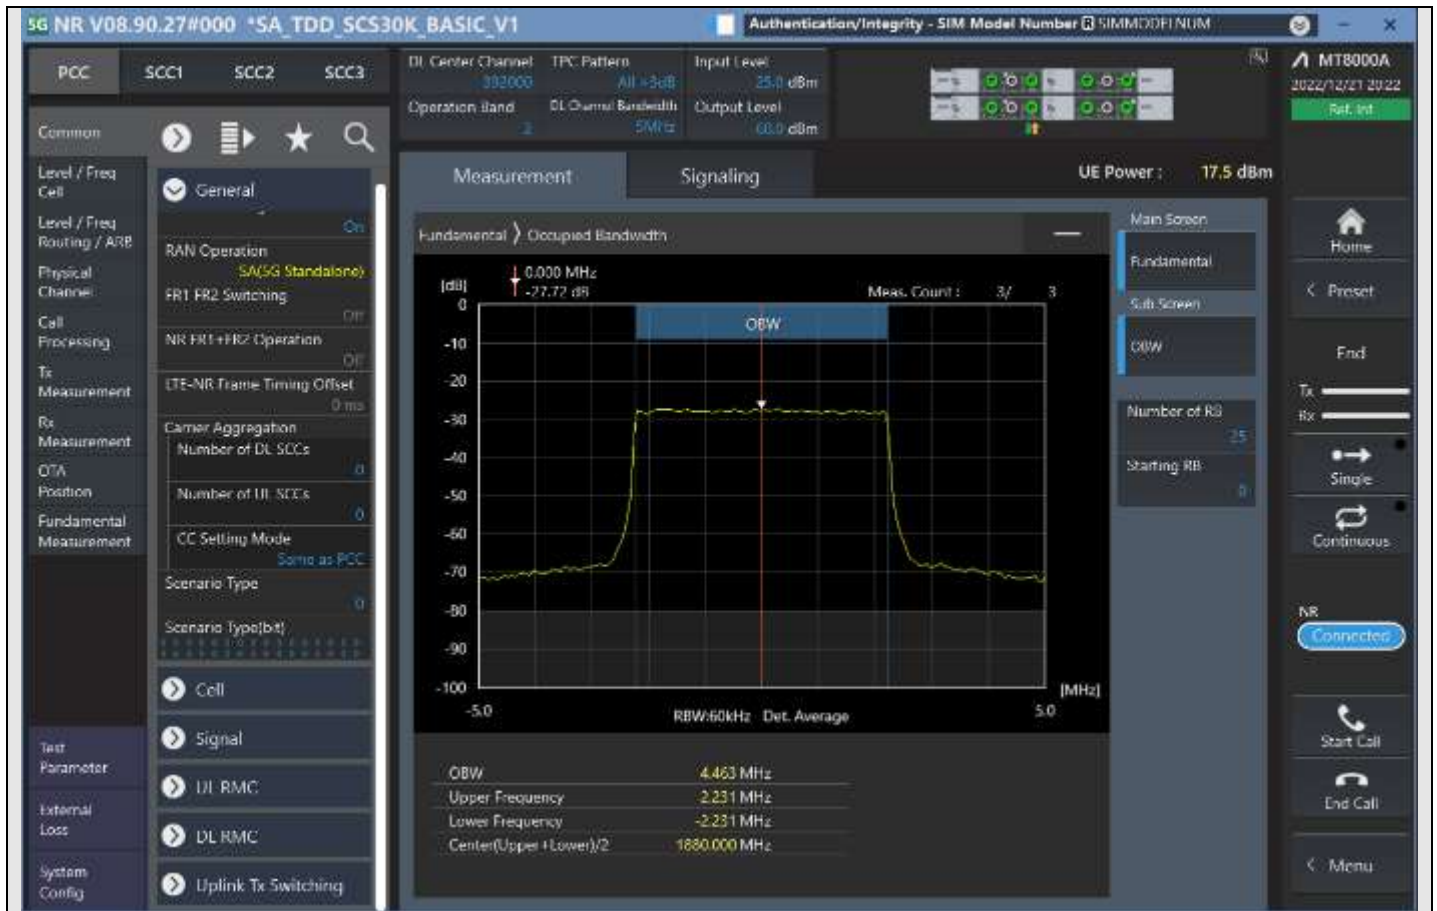 5G NR V08.90.27#000 *SA_TDD_SCS30K_BASIC_V1
Authentication/Integrity - SIM Model Number R SIMMODELNUM
PCC SCC1 SCC2 SCC3
DL Center Channel TPC Pattern Input Level
392000 All +3dB 25.0 dBm
Operation Band DL Channel Bandwidth Output Level
2 5MHz dBm
MT8000A
2022/12/21 20:22
Ref. Int
Common
Level / Freq
Cell
Level / Freq
Routing / ARB
Physical
Channel
Call
Processing
Tx
Measurement
Rx
Measurement
OTA
Position
Fundamental
Measurement
Test
Parameter
External
Loss
System
Config
General
On
RAN Operation
SA(5G Standalone)
FR1 FR2 Switching
Off
NR FR1+FR2 Operation
Off
LTE-NR Frame Timing Offset
0 ms
Carrier Aggregation
Number of DL SCCs
0
Number of UL SCCs
0
CC Setting Mode
Same as PCC
Scenario Type
0
Scenario Type(bit)
Cell
Signal
UL RMC
DL RMC
Uplink Tx Switching
Measurement Signaling
UE Power : 17.5 dBm
Fundamental Occupied Bandwidth
0.000 MHz
-27.72 dB
Meas. Count : 3/ 3
[dB]
OBW
0
-10
-20
-30
-40
-50
-60
-70
-80
-90
-100
-5.0 5.0
[MHz]
RBW:60kHz Det. Average
OBW 4.463 MHz
Upper Frequency 2.231 MHz
Lower Frequency -2.231 MHz
Center(Upper+Lower)/2 1880.000 MHz
Main Screen
Fundamental
Sub Screen
OBW
Number of RB
25
Starting RB
0
Home
Preset
End
Tx
Rx
Single
Continuous
NR
Connected
Start Call
End Call
Menu